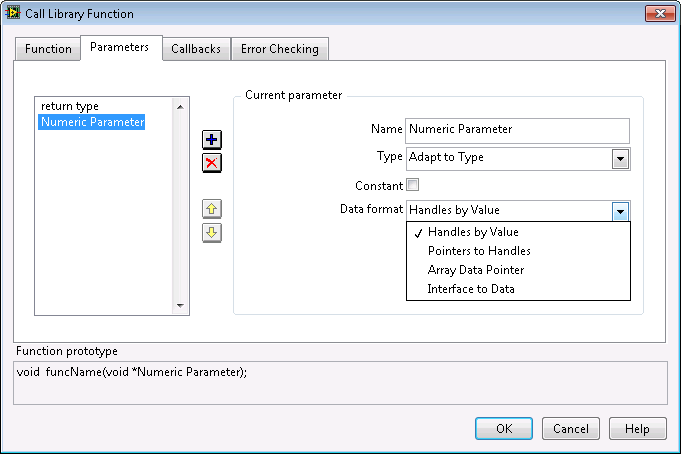 Call Library Function
Function Parameters Callbacks Error Checking
return type
Numeric Parameter
Current parameter
Name Numeric Parameter
Type Adapt to Type
Constant
Data format Handles by Value
✓ Handles by Value
Pointers to Handles
Array Data Pointer
Interface to Data
Function prototype
void funcName(void *Numeric Parameter);
OK Cancel Help